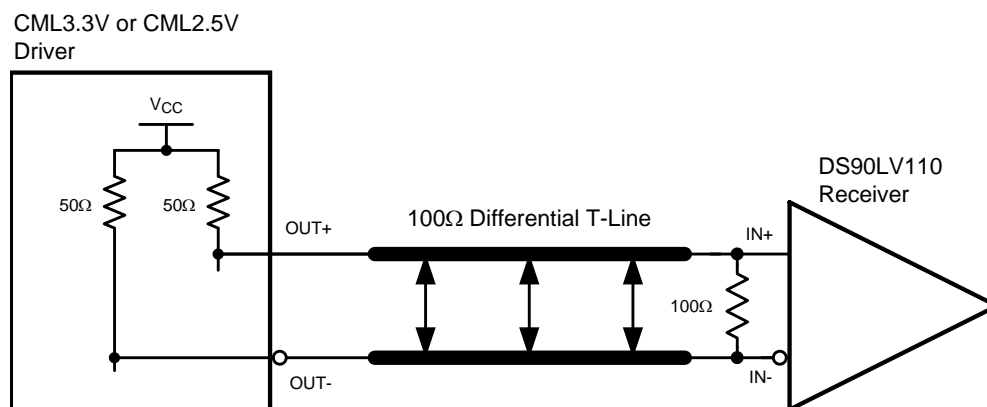 CML3.3V or CML2.5V
Driver
VCC
50Ω
50Ω
OUT+
100Ω Differential T-Line
IN+
DS90LV110
Receiver
100Ω
OUT-
IN-